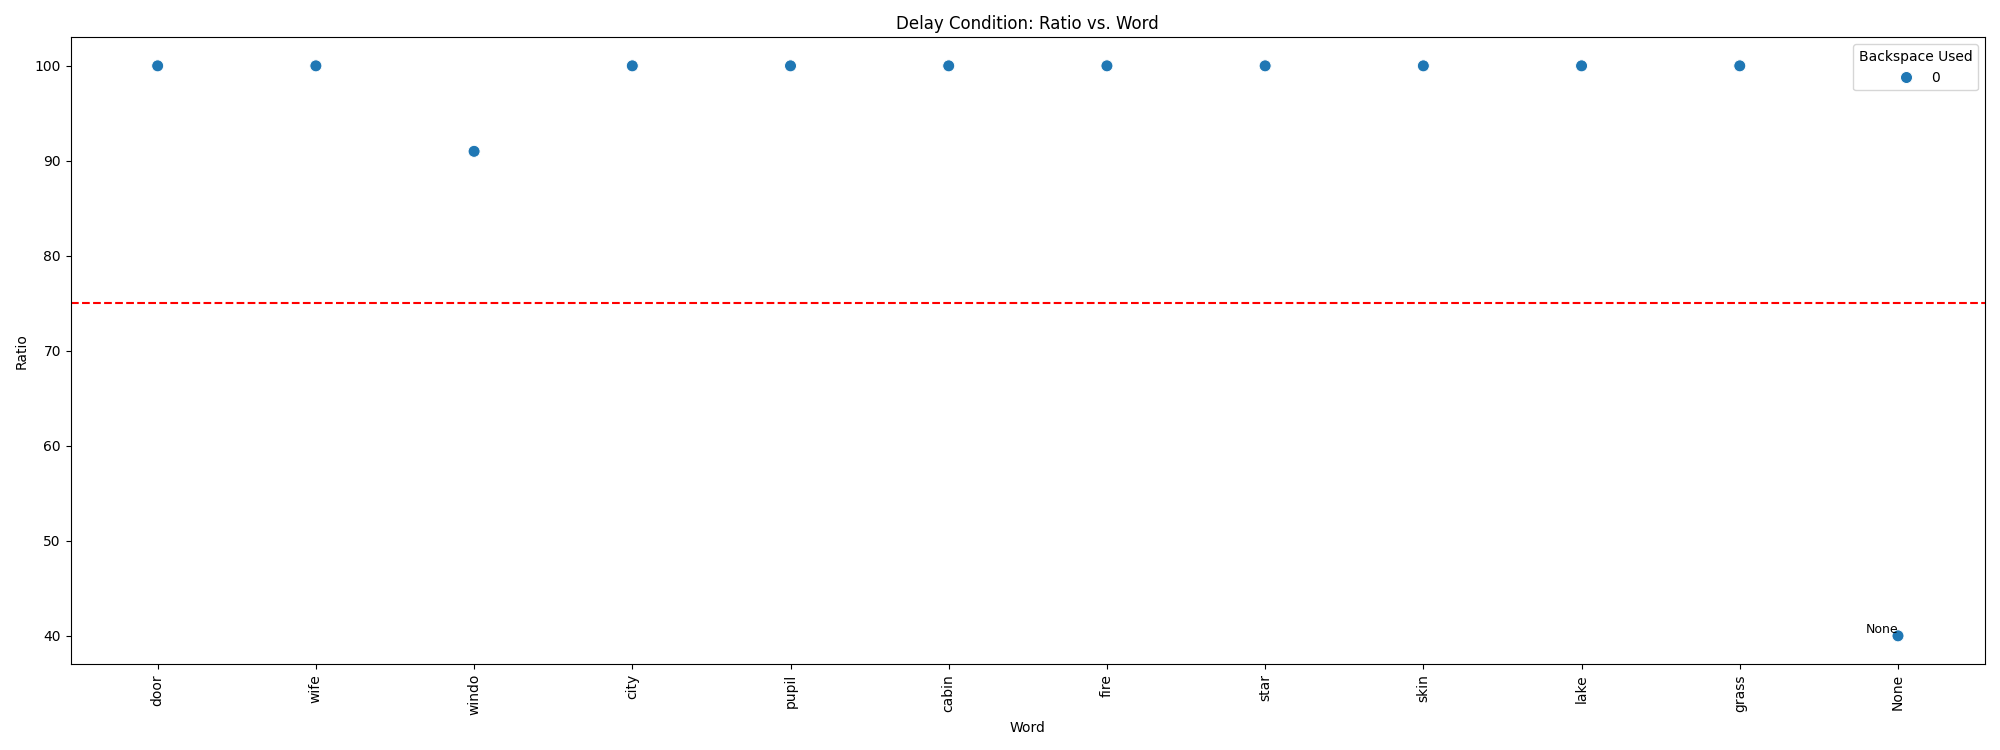 Delay Condition: Ratio vs. Word
Backspace Used
0
100
90
80
70
60
50
40
Ratio
None
door
wife
windo
city
pupil
cabin
fire
star
skin
lake
grass
None
Word